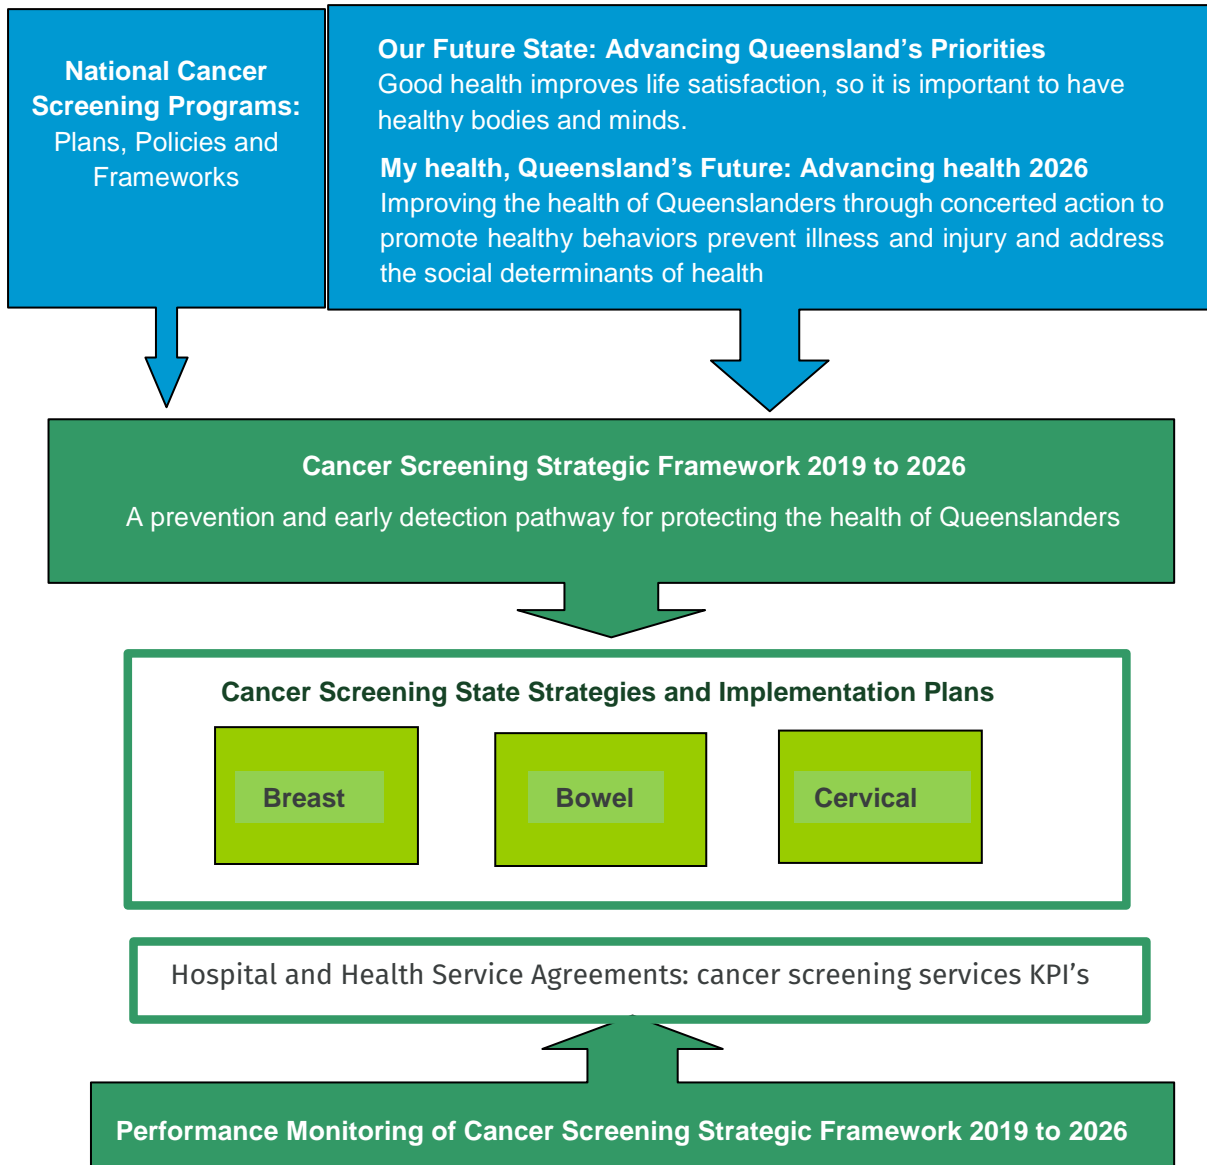 National Cancer
Screening Programs:
Plans, Policies and
Frameworks
Our Future State: Advancing Queensland's Priorities
Good health improves life satisfaction, so it is important to have
healthy bodies and minds.
My health, Queensland's Future: Advancing health 2026
Improving the health of Queenslanders through concerted action to
promote healthy behaviors prevent illness and injury and address
the social determinants of health
Cancer Screening Strategic Framework 2019 to 2026
A prevention and early detection pathway for protecting the health of Queenslanders
Cancer Screening State Strategies and Implementation Plans
Breast
Bowel
Cervical
Hospital and Health Service Agreements: cancer screening services KPI's
Performance Monitoring of Cancer Screening Strategic Framework 2019 to 2026